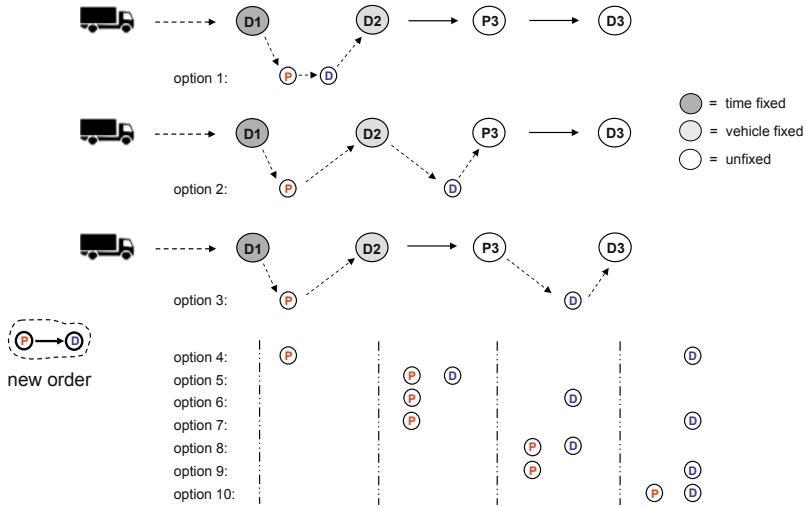 D1 D2 P3 D3
option 1: P D
= time fixed
D1 D2 P3 D3
= vehicle fixed
= unfixed
option 2: P D
D1 D2 P3 D3
option 3: P D
P D
new order
option 4: P D
option 5: P D
option 6: P D
option 7: P D
option 8: P D
option 9: P D
option 10: P D